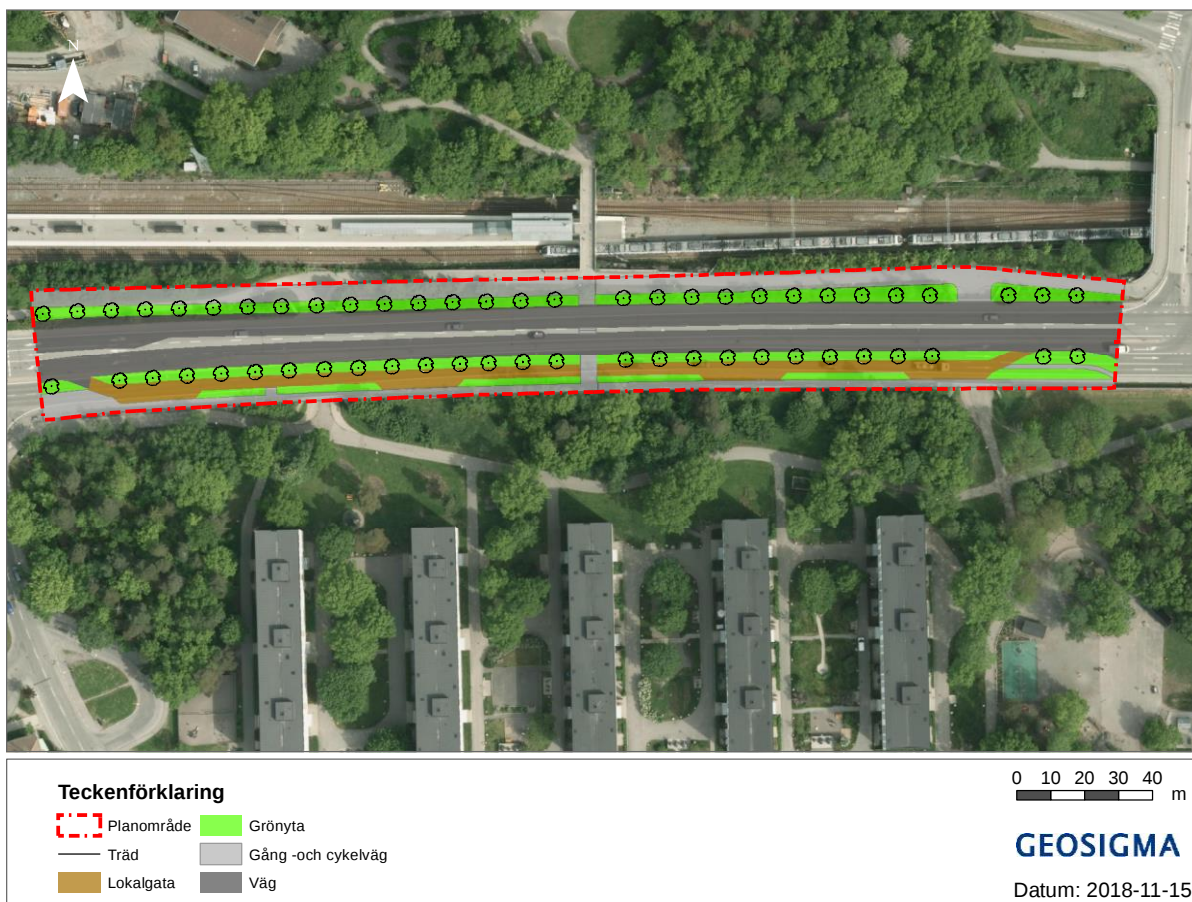 N
Teckenförklaring
Planområde
Grönyta
Träd
Gång -och cykelväg
Lokalgata
Väg
0 10 20 30 40
m
GEOSIGMA
Datum: 2018-11-15